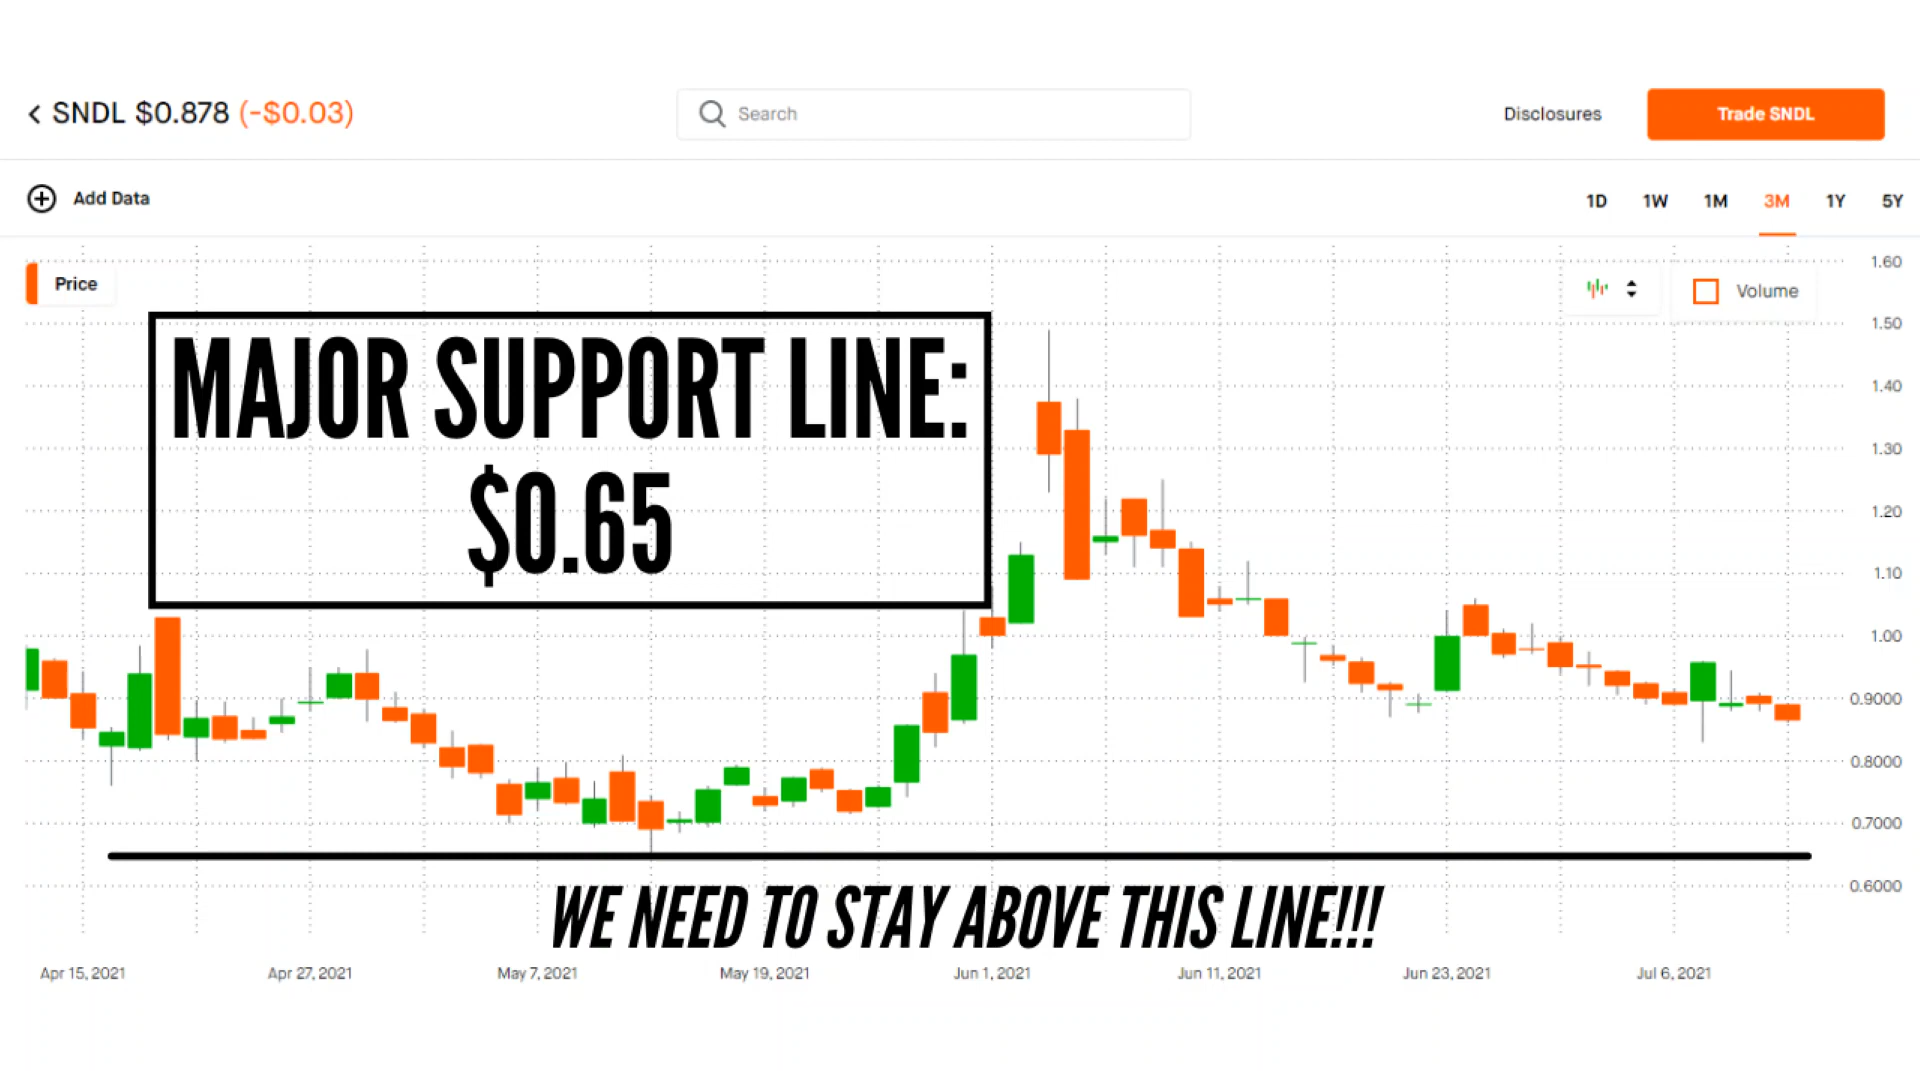 SNDL $0.878 (-$0.03)
Search
Disclosures
Trade SNDL
Add Data
1D 1W 1M 3M 1Y 5Y
Price
Volume
MAJOR SUPPORT LINE:
$0.65
1.60
1.50
1.40
1.30
1.20
1.10
1.00
0.9000
0.8000
0.7000
0.6000
WE NEED TO STAY ABOVE THIS LINE!!!
Apr 15, 2021 Apr 27, 2021 May 7, 2021 May 19, 2021 Jun 1, 2021 Jun 11, 2021 Jun 23, 2021 Jul 6, 2021